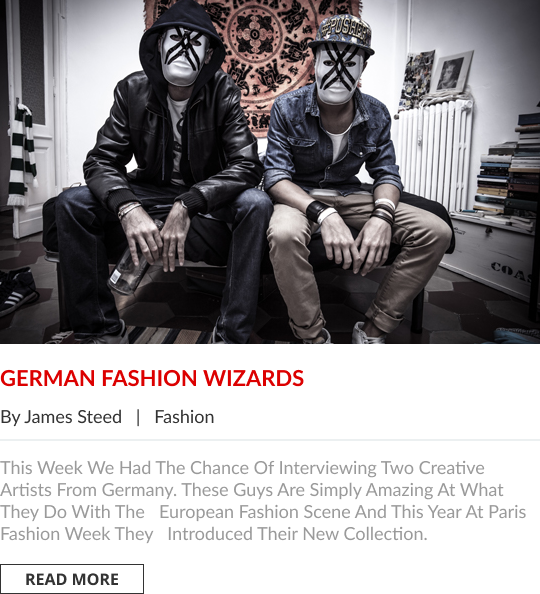 #PUSHER
GERMAN FASHION WIZARDS
By James Steed | Fashion
This Week We Had The Chance Of Interviewing Two Creative
Artists From Germany. These Guys Are Simply Amazing At What
They Do With The European Fashion Scene And This Year At Paris
Fashion Week They Introduced Their New Collection.
READ MORE